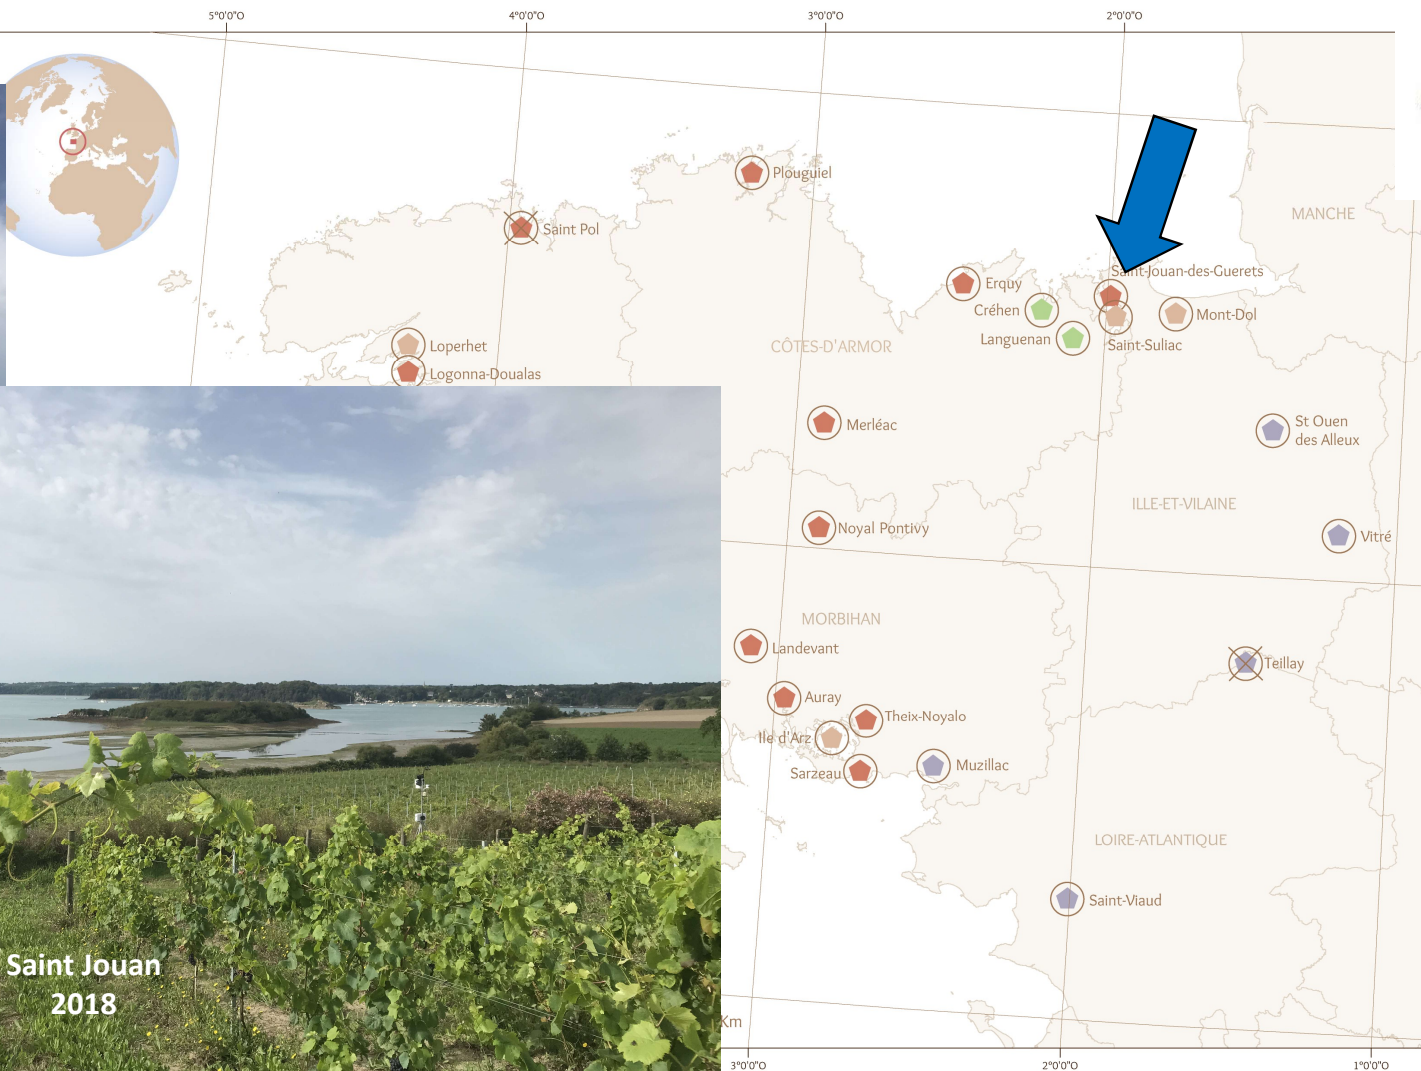 5°0'0"O
4°0'0"O
3°0'0"O
2°0'0"O
Plouguiel
MANCHE
Saint Pol
Saint-Jouan-des-Guerets
Erquy
Créhen
Mont-Dol
Languenan
Saint-Suliac
Loperhet
CÔTES-D'ARMOR
Logonna-Doualas
Merléac
St Ouen
des Alleux
ILLE-ET-VILAINE
Noyal Pontivy
Vitré
MORBIHAN
Landevant
Teillay
Auray
Theix-Noyalo
Ile d'Arz
Sarzeau
Muzillac
LOIRE-ATLANTIQUE
Saint-Viaud
Saint Jouan
2018
Km
3°0'0"O
2°0'0"O
1°0'0"O